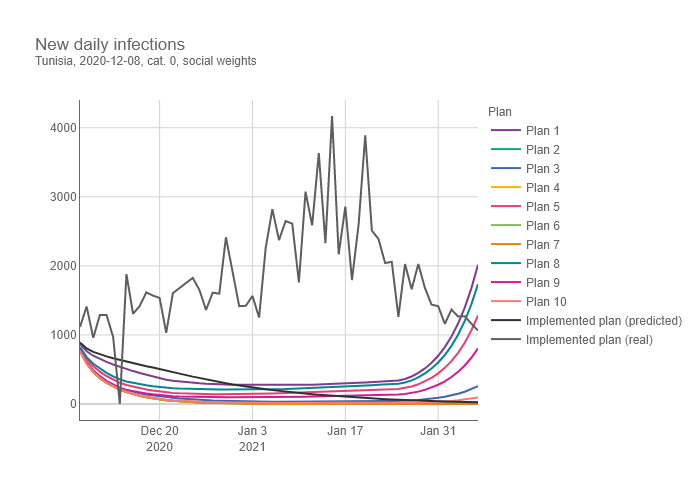 New daily infections
Tunisia, 2020-12-08, cat. 0, social weights
4000
3000
2000
1000
0
Dec 20
2020
Jan 3
2021
Jan 17
Jan 31
Plan
Plan 1
Plan 2
Plan 3
Plan 4
Plan 5
Plan 6
Plan 7
Plan 8
Plan 9
Plan 10
Implemented plan (predicted)
Implemented plan (real)